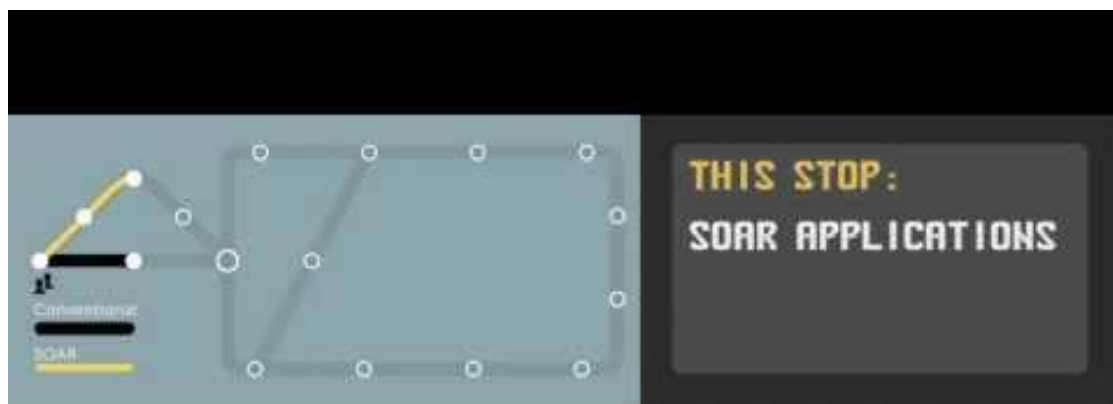 Conventional
SOAR
THIS STOP:
SOAR APPLICATIONS